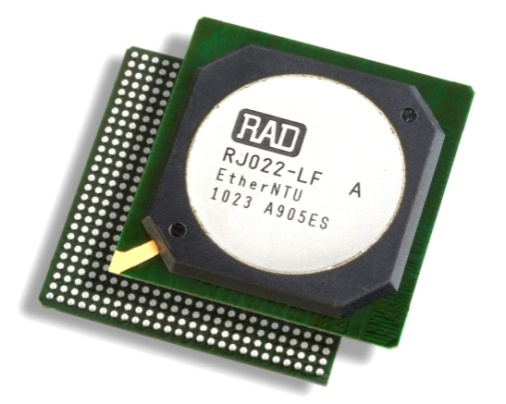 RAD
RJ022-LF A
EtherNTU
1023 A905ES